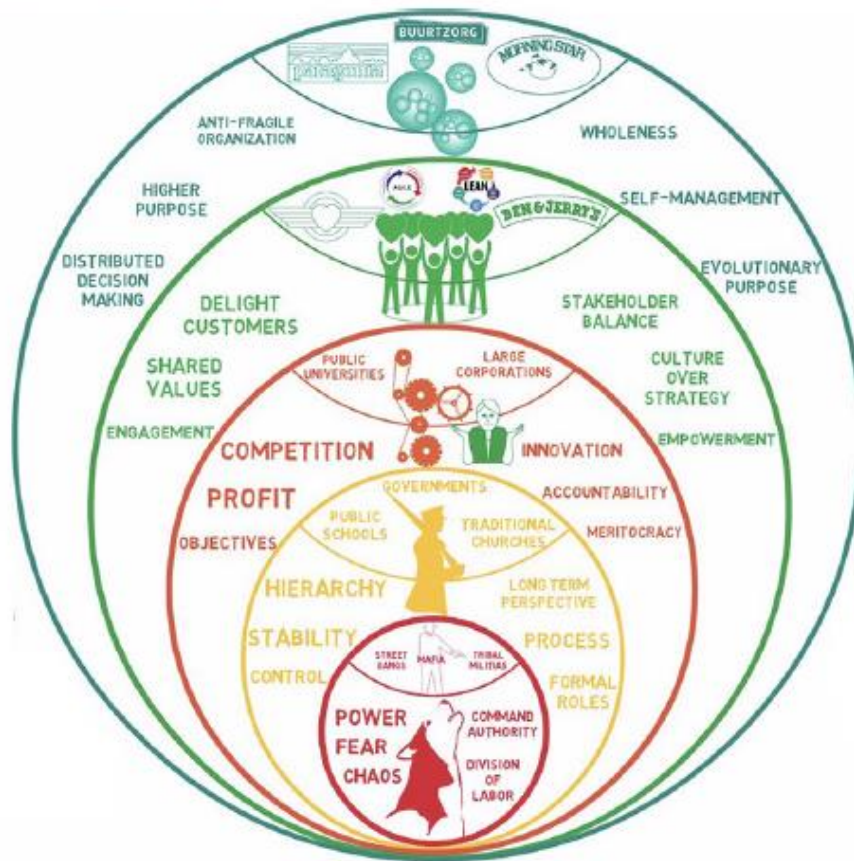 BUURTZORG
patagonia
MORNING STAR
ANTI-FRAGILE
ORGANIZATION
WHOLENESS
HIGHER
PURPOSE
SELF-MANAGEMENT
DISTRIBUTED
DECISION
MAKING
EVOLUTIONARY
PURPOSE
AGILE
LEAN
BEN & JERRY'S
DELIGHT
CUSTOMERS
STAKEHOLDER
BALANCE
SHARED
VALUES
CULTURE
OVER
STRATEGY
ENGAGEMENT
EMPOWERMENT
PUBLIC
UNIVERSITIES
LARGE
CORPORATIONS
COMPETITION
INNOVATION
PROFIT
ACCOUNTABILITY
OBJECTIVES
MERITOCRACY
GOVERNMENTS
PUBLIC
SCHOOLS
TRADITIONAL
CHURCHES
HIERARCHY
LONG TERM
PERSPECTIVE
STABILITY
PROCESS
CONTROL
FORMAL
ROLES
STREET
GANGS
MAFIA
TRIBAL
MILITIAS
POWER
FEAR
CHAOS
COMMAND
AUTHORITY
DIVISION
OF
LABOR